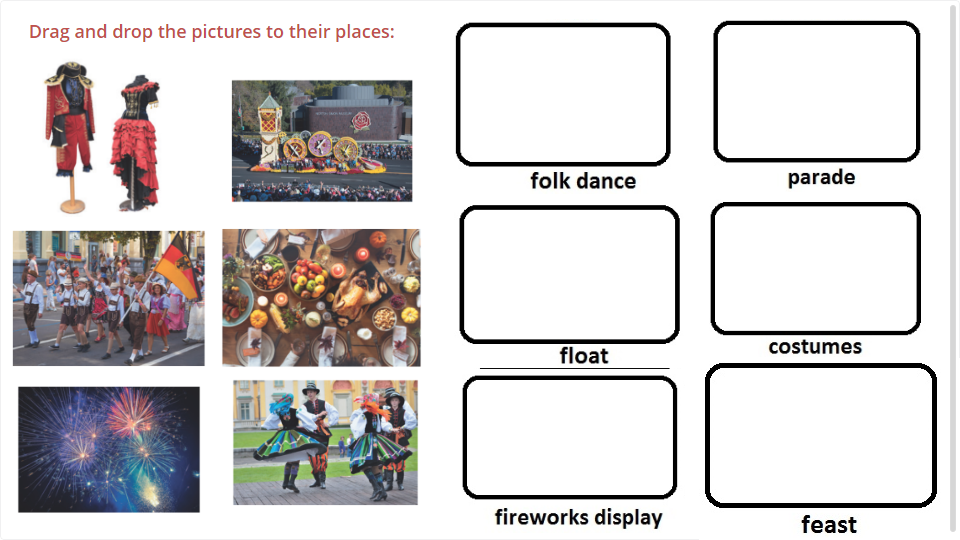 Drag and drop the pictures to their places:
folk dance
parade
float
costumes
fireworks display
feast